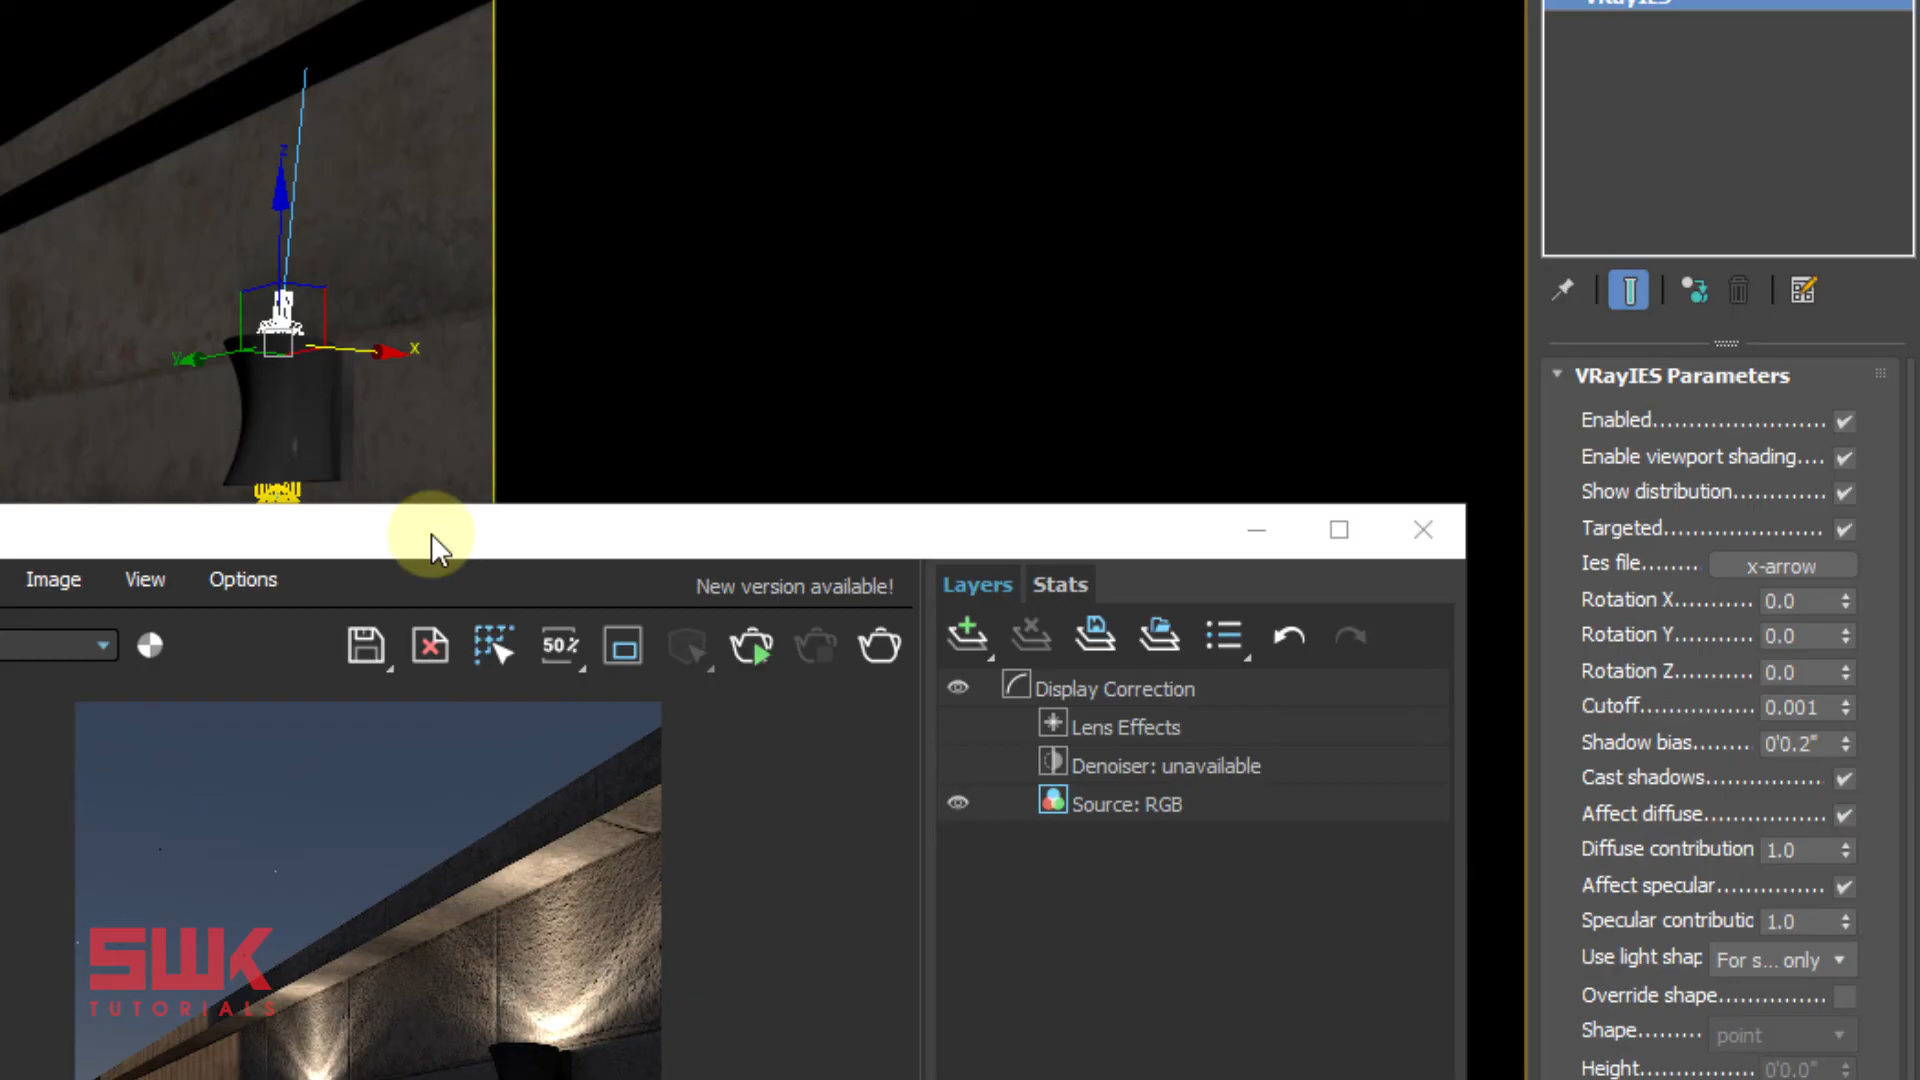 VRayIES
z
y
x
VRayIES Parameters
Enabled
Enable viewport shading
Show distribution
Targeted
Ies file
x-arrow
Rotation X
0.0
Rotation Y
0.0
Rotation Z
0.0
Cutoff
0.001
Shadow bias
0'0.2"
Cast shadows
Affect diffuse
Diffuse contribution
1.0
Affect specular
Specular contributic
1.0
Use light shap
For s... only
Override shape
Shape
point
Height
0'0.0"
Image
View
Options
New version available!
50%
Layers
Stats
Display Correction
Lens Effects
Denoiser: unavailable
Source: RGB
SWK
TUTORIALS